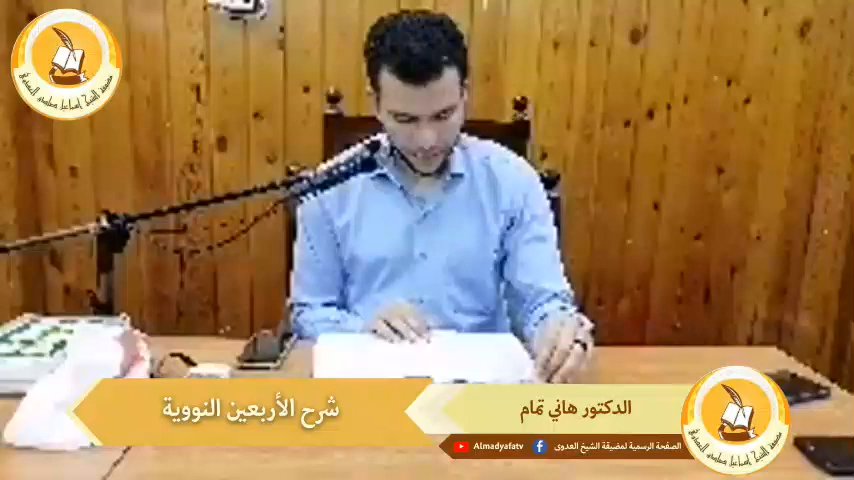 شرح الأربعين النووية
الدكتور هاني تمام
الصفحة الرسمية لمضيفة الشيخ العدوى
Almadyafatv